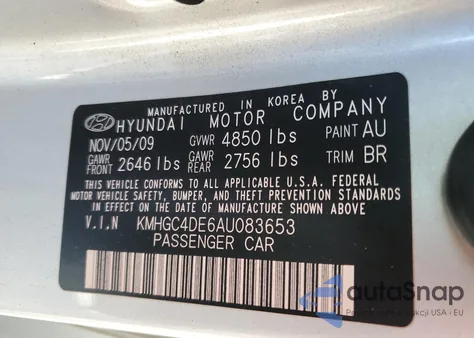 MANUFACTURED IN KOREA BY
HYUNDAI MOTOR COMPANY
NOV/05/09 GVWR 4850 lbs PAINT AU
GAWR FRONT 2646 lbs GAWR REAR 2756 lbs TRIM BR
THIS VEHICLE CONFORMS TO ALL APPLICABLE U.S.A. FEDERAL
MOTOR VEHICLE SAFETY, BUMPER, AND THEFT PREVENTION STANDARDS
IN EFFECT ON THE DATE OF MANUFACTURE SHOWN ABOVE.
V.I.N KMHGC4DE6AU083653
PASSENGER CAR
autoSnap
USA i EU